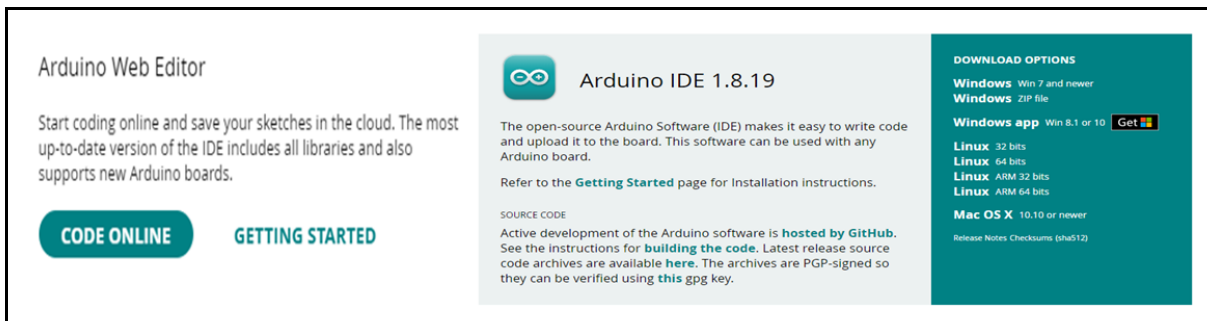 Arduino Web Editor
Start coding online and save your sketches in the cloud. The most
up-to-date version of the IDE includes all libraries and also
supports new Arduino boards.
CODE ONLINE
GETTING STARTED
Arduino IDE 1.8.19
The open-source Arduino Software (IDE) makes it easy to write code
and upload it to the board. This software can be used with any
Arduino board.
Refer to the Getting Started page for Installation instructions.
SOURCE CODE
Active development of the Arduino software is hosted by GitHub.
See the instructions for building the code. Latest release source
code archives are available here. The archives are PGP-signed so
they can be verified using this gpg key.
DOWNLOAD OPTIONS
Windows Win 7 and newer
Windows ZIP file
Windows app Win 8.1 or 10 Get
Linux 32 bits
Linux 64 bits
Linux ARM 32 bits
Linux ARM 64 bits
Mac OS X 10.10 or newer
Release Notes Checksums (sha512)